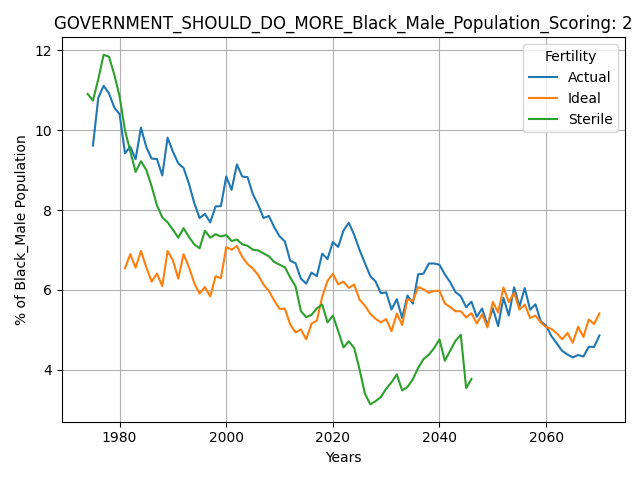 GOVERNMENT_SHOULD_DO_MORE_Black_Male_Population_Scoring: 2
Fertility
Actual
Ideal
Sterile
% of Black_Male Population
12
10
8
6
4
1980 2000 2020 2040 2060
Years